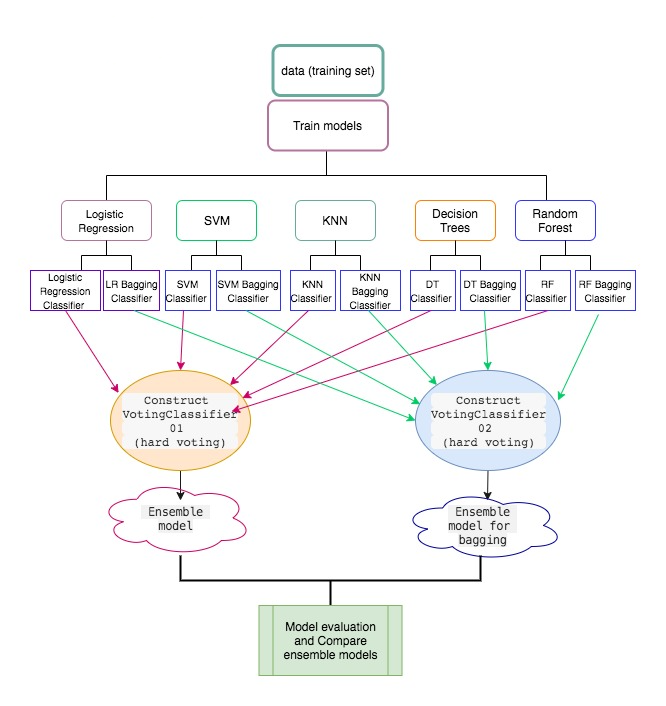 data (training set)
Train models
Logistic
Regression
SVM
KNN
Decision
Trees
Random
Forest
Logistic
Regression
Classifier
LR Bagging
Classifier
SVM
Classifier
SVM Bagging
Classifier
KNN
Classifier
KNN
Bagging
Classifier
DT
Classifier
DT Bagging
Classifier
RF
Classifier
RF Bagging
Classifier
Construct
VotingClassifier
01
(hard voting)
Construct
VotingClassifier
02
(hard voting)
Ensemble
model
Ensemble
model for
bagging
Model evaluation
and Compare
ensemble models